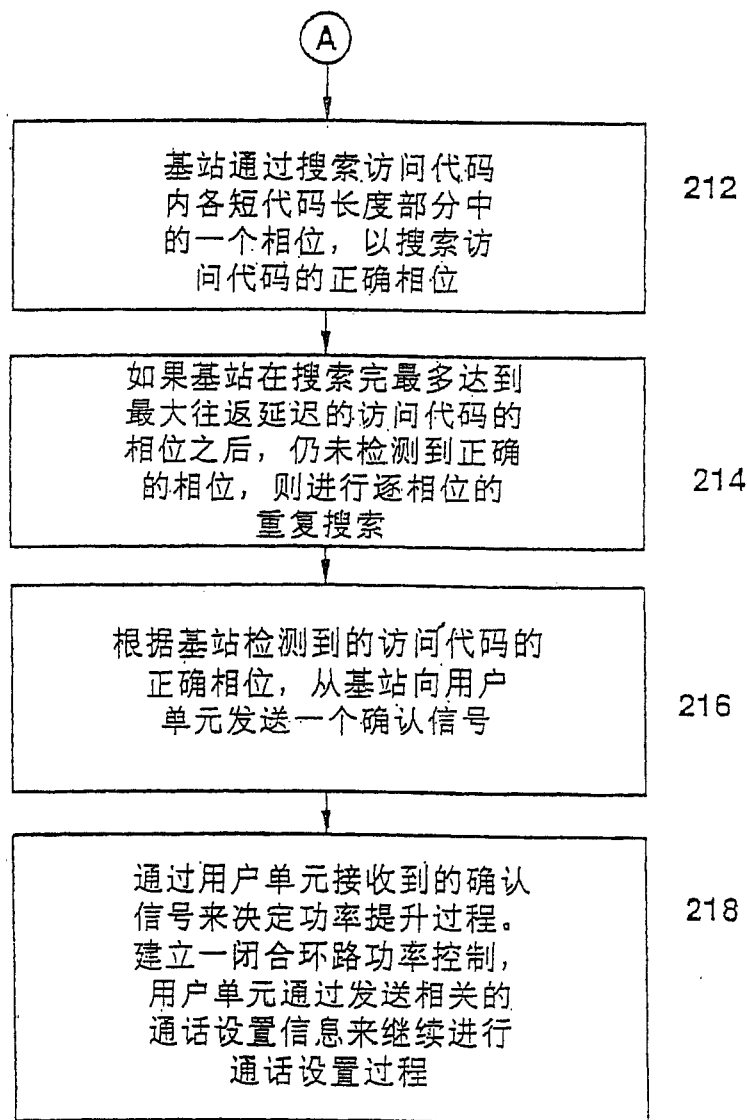 A
基站通过搜索访问代码
内各短代码长度部分中
的一个相位，以搜索访
问代码的正确相位
212
如果基站在搜索完最多达到
最大往返延迟的访问代码的
相位之后，仍未检测到正确
的相位，则进行逐相位的
重复搜索
214
根据基站检测到的访问代码的
正确相位，从基站向用户
单元发送一个确认信号
216
通过用户单元接收到的确认
信号来决定功率提升过程。
建立一闭合环路功率控制，
用户单元通过发送相关的
通话设置信息来继续进行
通话设置过程
218